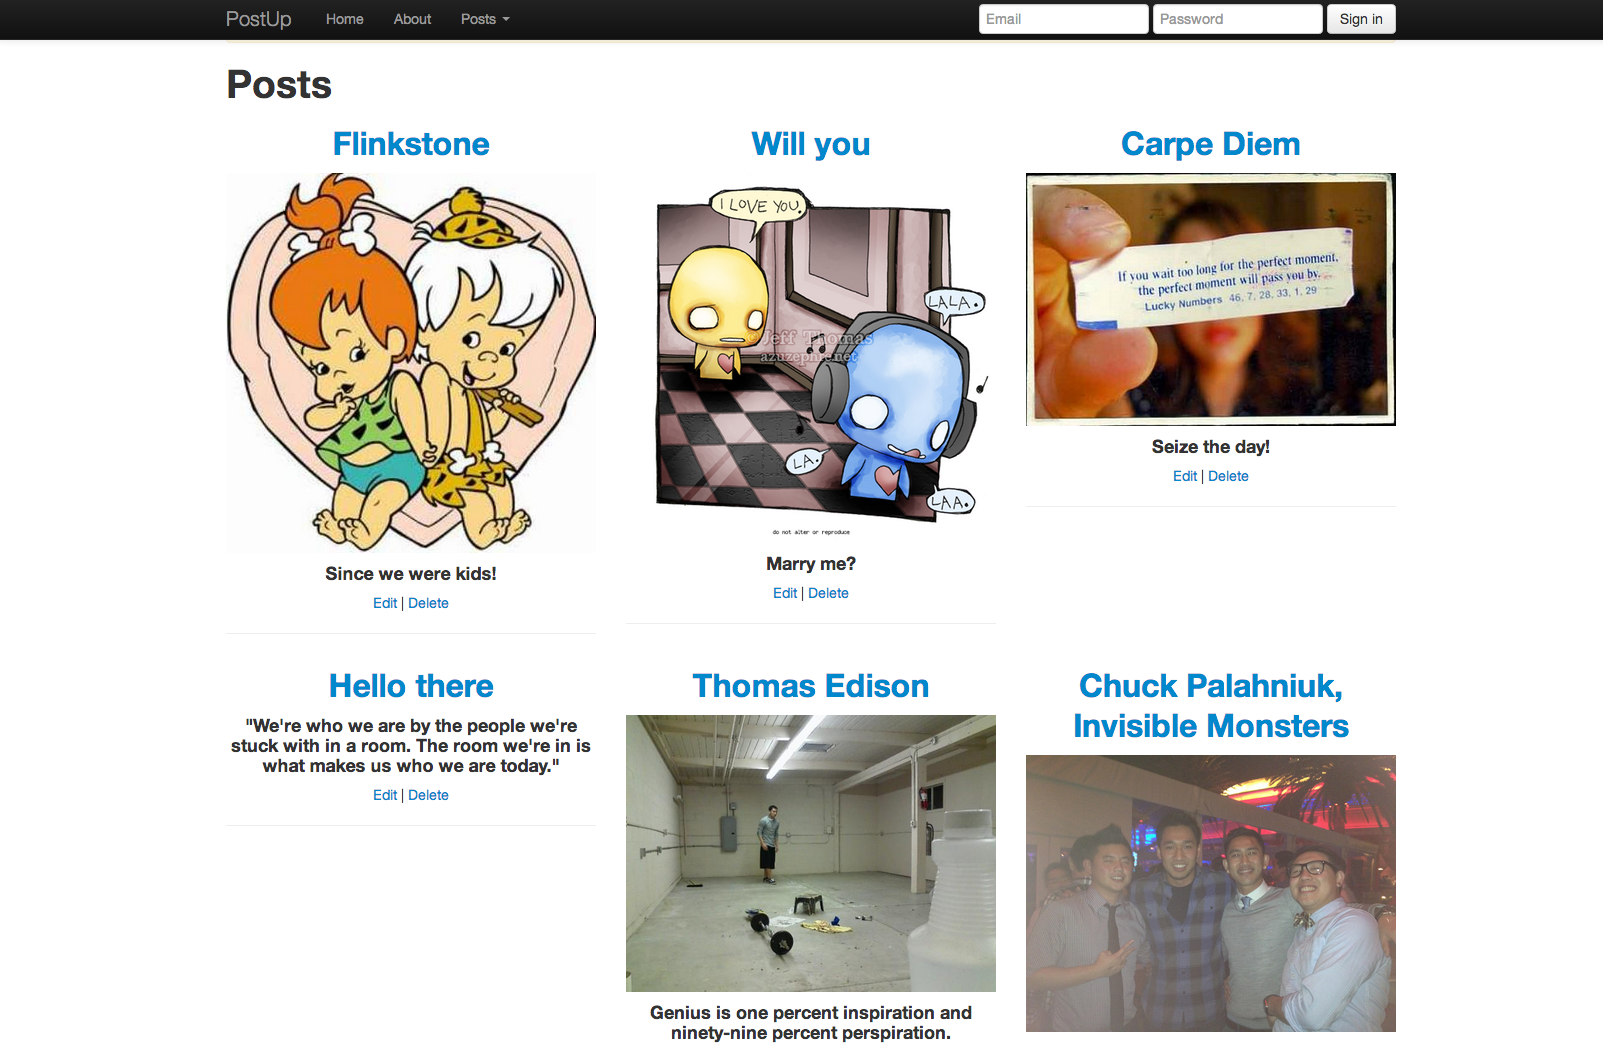 PostUp Home About Posts Email Password Sign in
Posts
Flinkstone
Since we were kids!
Edit | Delete
Will you
I LOVE YOU.
LALA.
Jeff Thomas
azuzephre.net
LA.
LAA.
do not alter or reproduce
Marry me?
Edit | Delete
Carpe Diem
If you wait too long for the perfect moment,
the perfect moment will pass you by.
Lucky Numbers 46, 7, 28, 33, 1, 29
Seize the day!
Edit | Delete
Hello there
"We're who we are by the people we're
stuck with in a room. The room we're in is
what makes us who we are today."
Edit | Delete
Thomas Edison
Genius is one percent inspiration and
ninety-nine percent perspiration.
Chuck Palahniuk,
Invisible Monsters